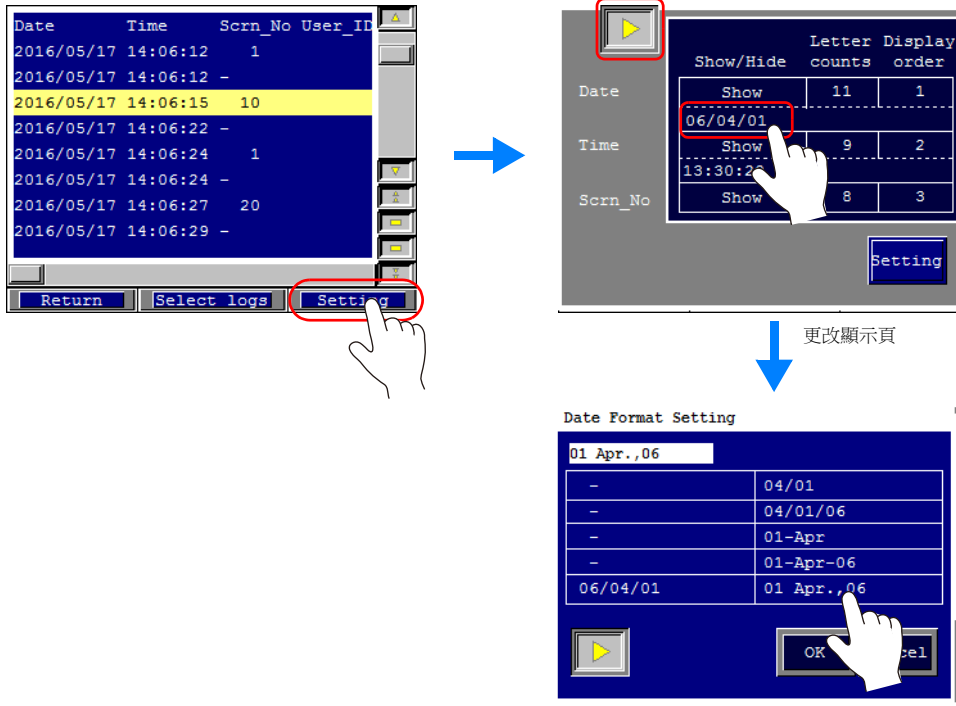 Date Time Scrn_No User_ID
2016/05/17 14:06:12 1
2016/05/17 14:06:12 -
2016/05/17 14:06:15 10
2016/05/17 14:06:22 -
2016/05/17 14:06:24 1
2016/05/17 14:06:24 -
2016/05/17 14:06:27 20
2016/05/17 14:06:29 -
Return Select logs Setting
Letter Display
Show/Hide counts order
Date Show 11 1
06/04/01
Time Show 9 2
13:30:
Scrn_No Show 8 3
Setting
更改顯示頁
Date Format Setting
01 Apr.,06
- 04/01
- 04/01/06
- 01-Apr
- 01-Apr-06
06/04/01 01 Apr.,06
OK cel